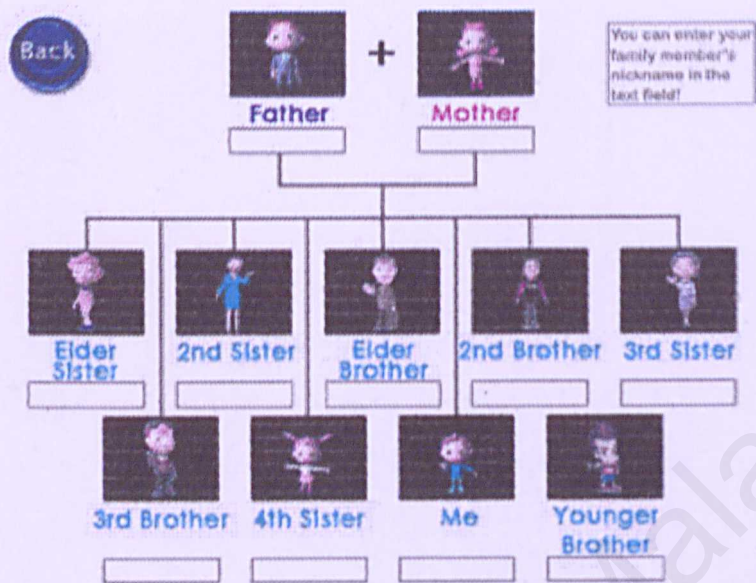 Back
You can enter your
family member's
nickname in the
text field!
+
Father
Mother
Elder
Sister
2nd Sister
Elder
Brother
2nd Brother
3rd Sister
3rd Brother
4th Sister
Me
Younger
Brother
Mala